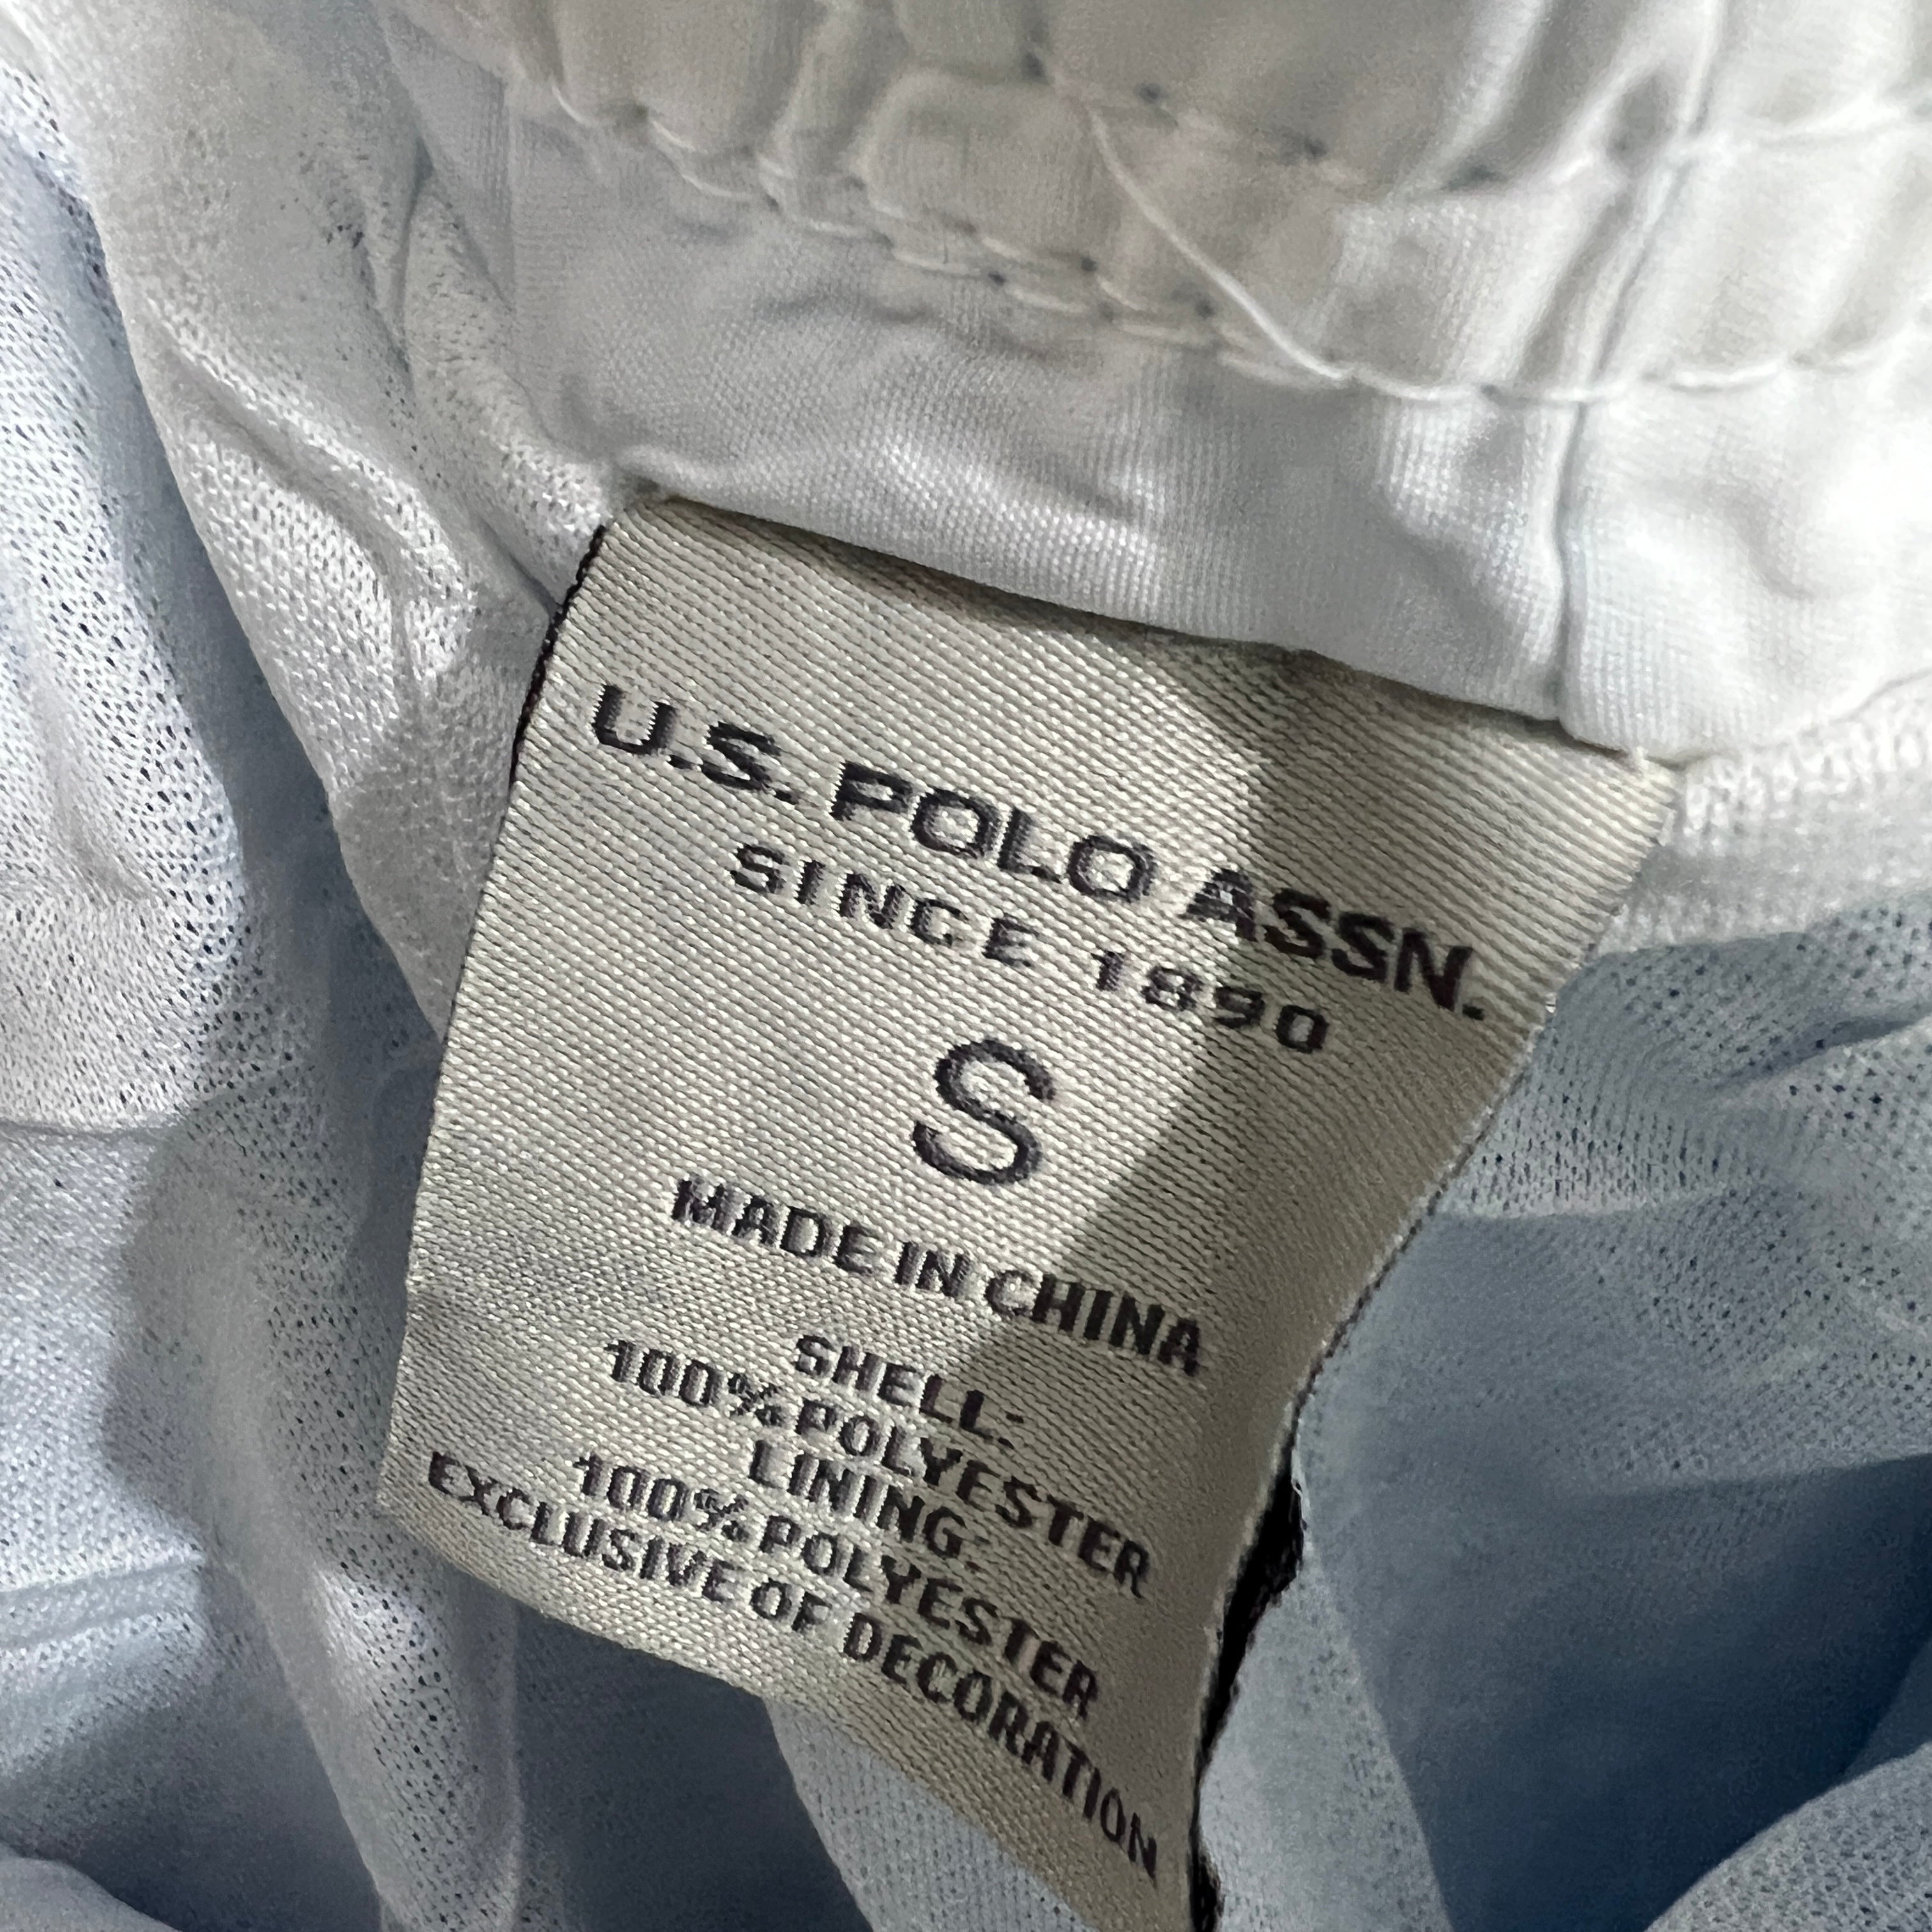 U.S. POLO ASSN.
SINCE 1890
S
MADE IN CHINA
SHELL:
100%POLYESTER
LINING:
100%POLYESTER
EXCLUSIVE OF DECORATION